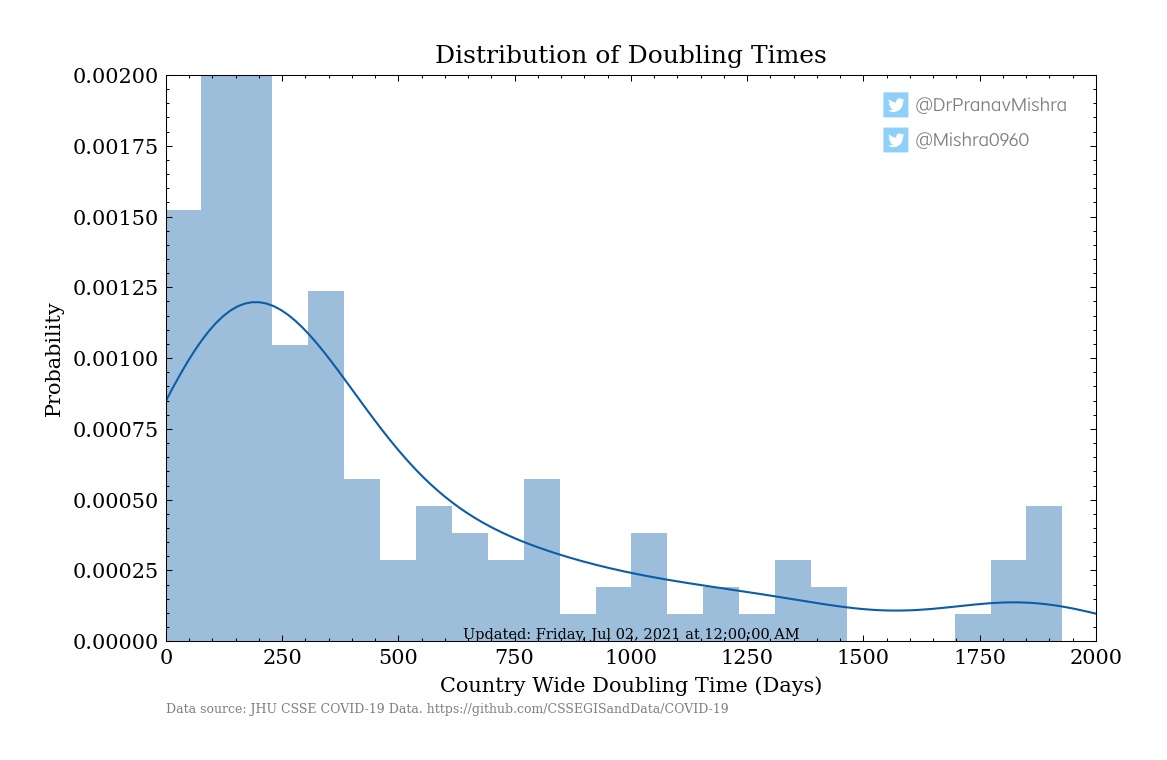 Distribution of Doubling Times
@DrPranavMishra
@Mishra0960
0.00200
0.00175
0.00150
0.00125
0.00100
0.00075
0.00050
0.00025
0.00000
Probability
Updated: Friday, Jul 02, 2021 at 12:00:00 AM
0 250 500 750 1000 1250 1500 1750 2000
Country Wide Doubling Time (Days)
Data source: JHU CSSE COVID-19 Data. https://github.com/CSSEGISandData/COVID-19